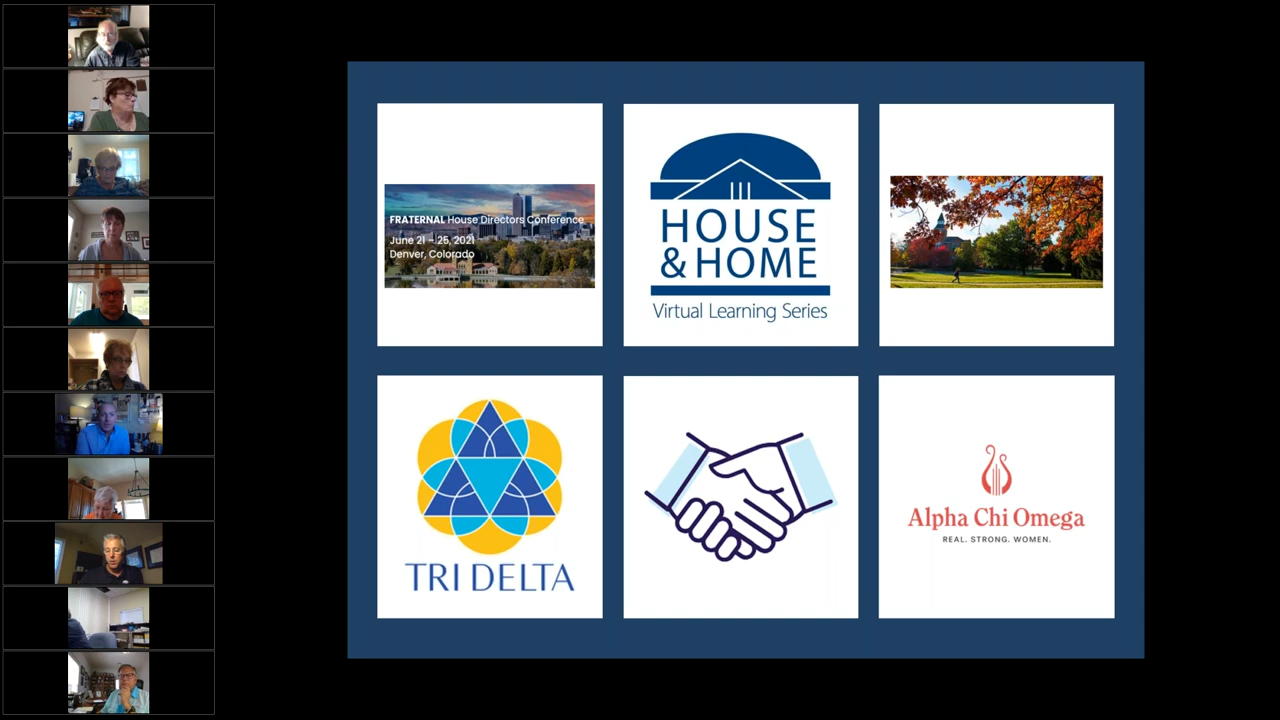 FRATERNAL House Directors Conference
June 21 – 25, 2021
Denver, Colorado
HOUSE
& HOME
Virtual Learning Series
TRI DELTA
Alpha Chi Omega
REAL. STRONG. WOMEN.